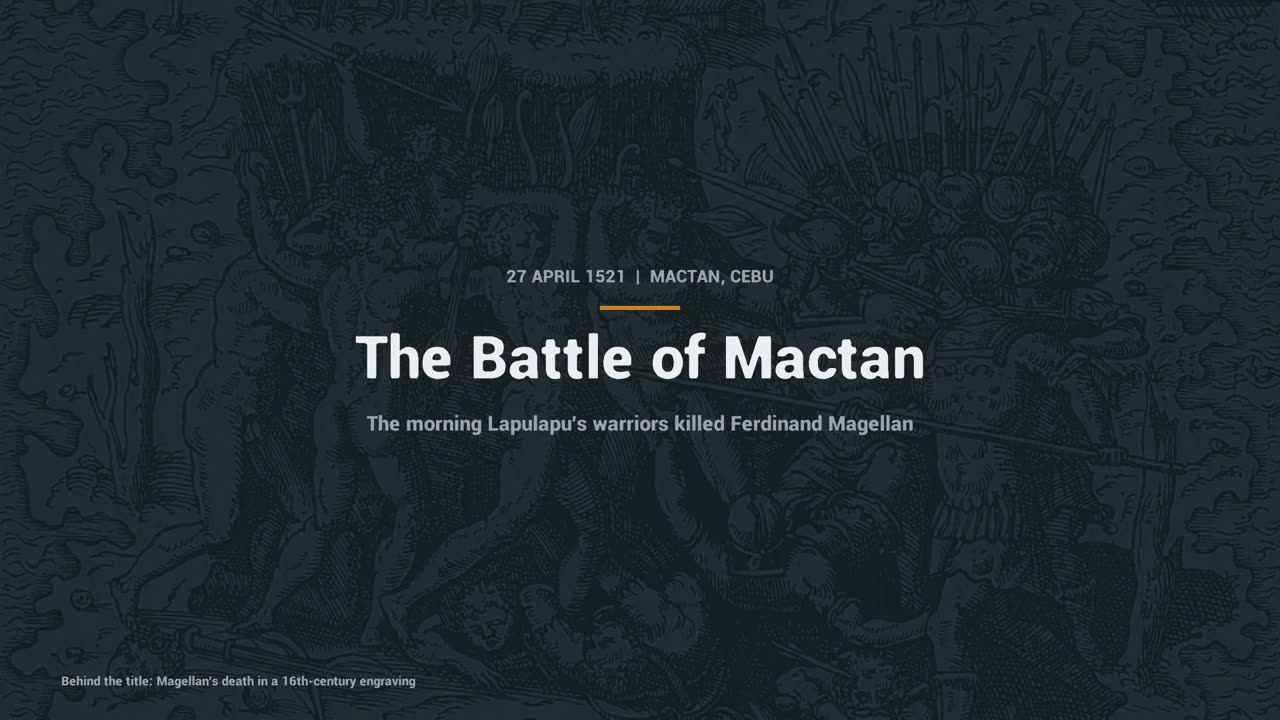 27 APRIL 1521 | MACTAN, CEBU
The Battle of Mactan
The morning Lapulapu's warriors killed Ferdinand Magellan
Behind the title: Magellan's death in a 16th-century engraving